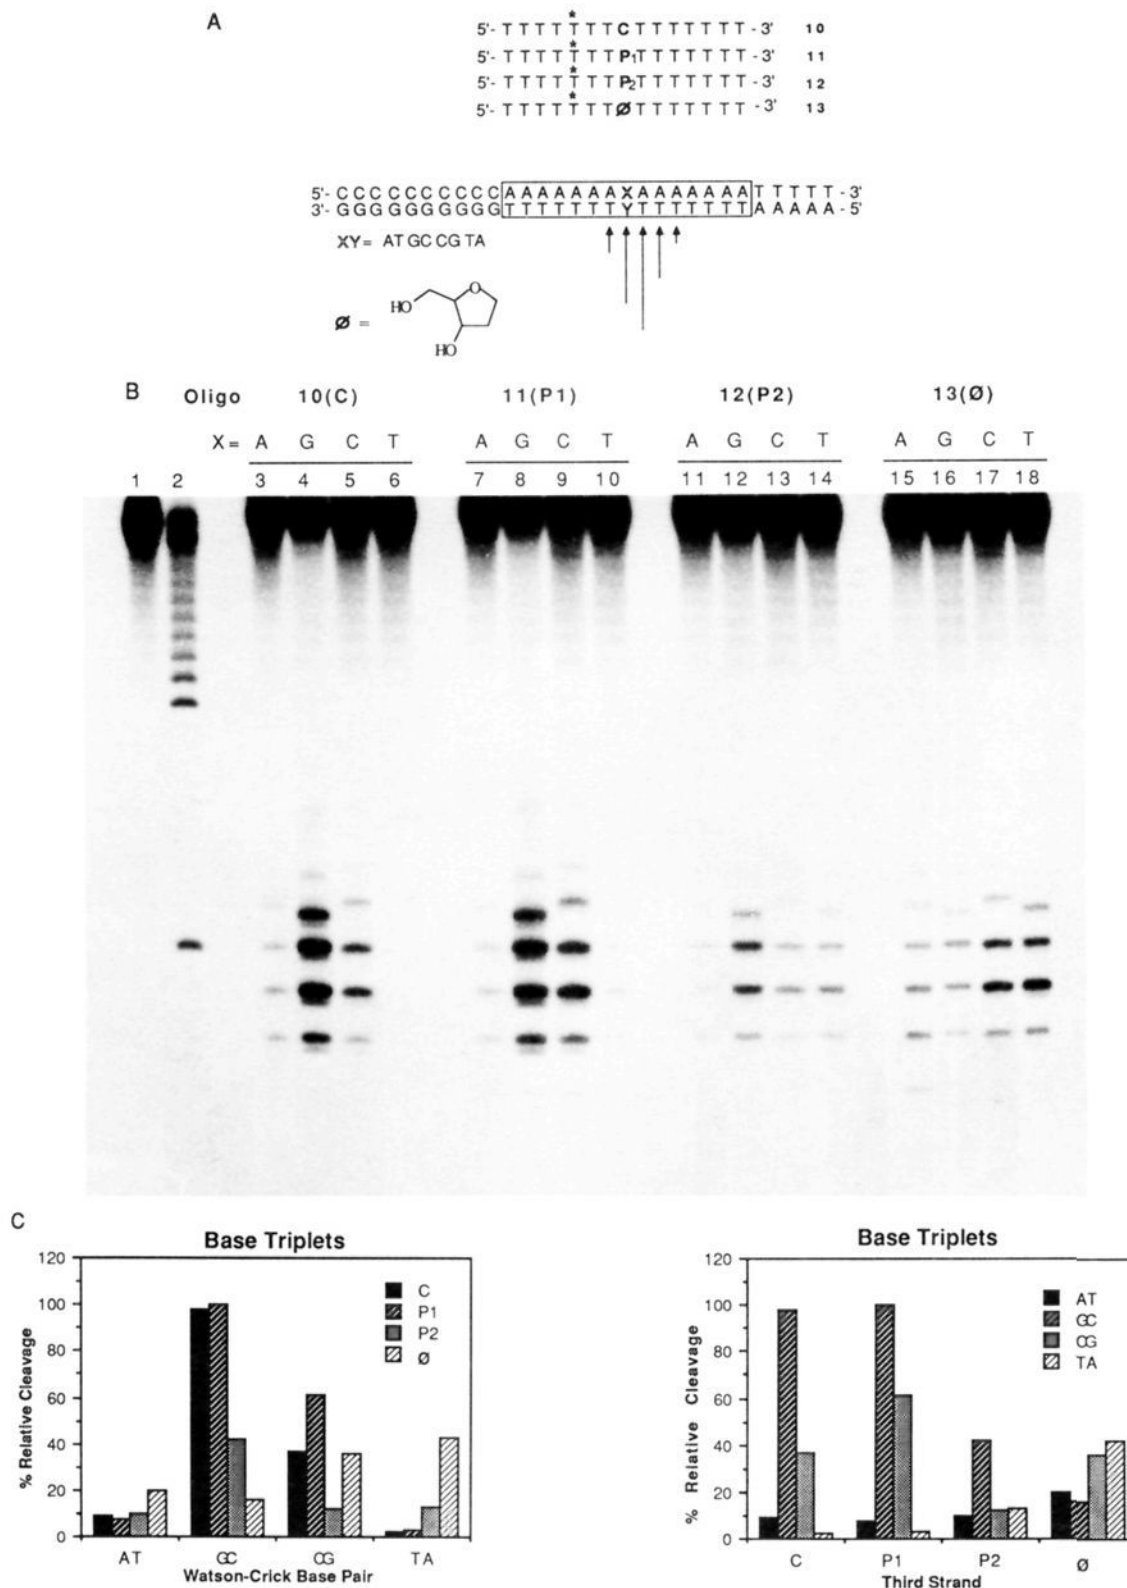 A
5'- T T T T T* T T C T T T T T T T -3' 10
5'- T T T T T* T T P1 T T T T T T T -3' 11
5'- T T T T T* T T P2 T T T T T T T -3' 12
5'- T T T T T* T T Ø T T T T T T T -3' 13
5'- C C C C C C C C C C A A A A A A A X A A A A A A A T T T T T -3'
3'- G G G G G G G G G G T T T T T T T Y T T T T T T T A A A A A -5'
XY = AT GC CG TA
Ø =
O
HO
HO
B Oligo 10(C) 11(P1) 12(P2) 13(Ø)
X = A G C T A G C T A G C T A G C T
1 2 3 4 5 6 7 8 9 10 11 12 13 14 15 16 17 18
C
Base Triplets
% Relative Cleavage
120
100
80
60
40
20
0
C
P1
P2
Ø
AT GC CG TA
Watson-Crick Base Pair
Base Triplets
% Relative Cleavage
120
100
80
60
40
20
0
AT
GC
CG
TA
C P1 P2 Ø
Third Strand